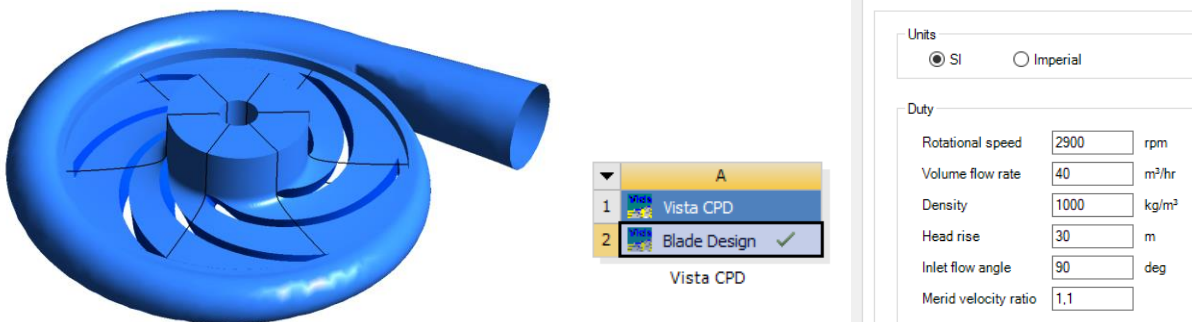 A
1 Vista CPD
2 Blade Design
Vista CPD
Units
SI Imperial
Duty
Rotational speed 2900 rpm
Volume flow rate 40 m³/hr
Density 1000 kg/m³
Head rise 30 m
Inlet flow angle 90 deg
Merid velocity ratio 1,1